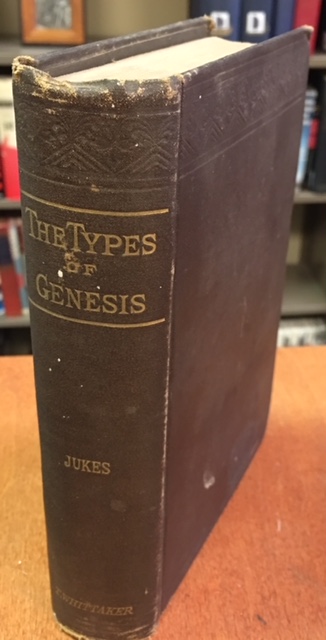 THE TYPES
OF
GENESIS
JUKES
WHITTAKER
D
D